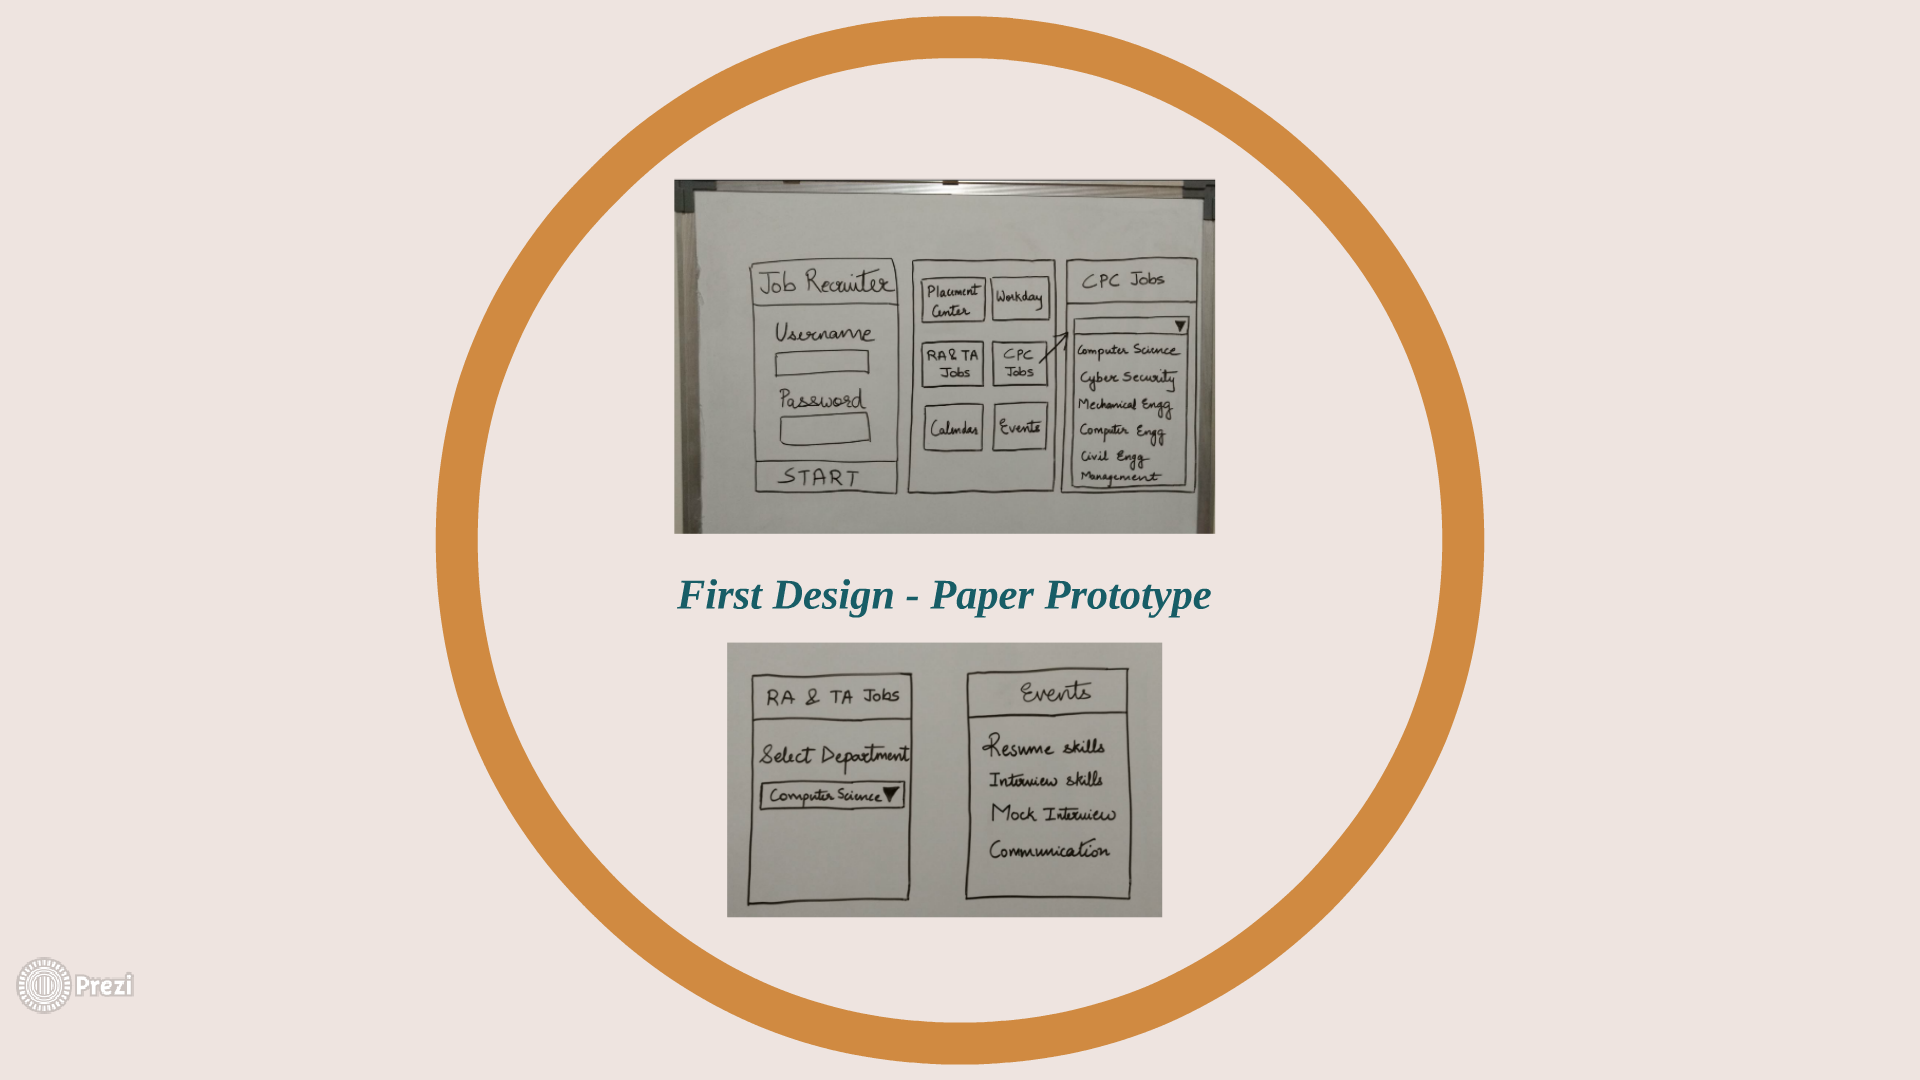 Job Recruiter
Username
Password
START
Placement
Center
Workday
RA & TA
Jobs
CPC
Jobs
Calendar
Events
CPC Jobs
Computer Science
Cyber Security
Mechanical Engg
Computer Engg
Civil Engg
Management
First Design - Paper Prototype
RA & TA Jobs
Select Department
Computer Science
Events
Resume skills
Interview skills
Mock Interview
Communication
Prezi